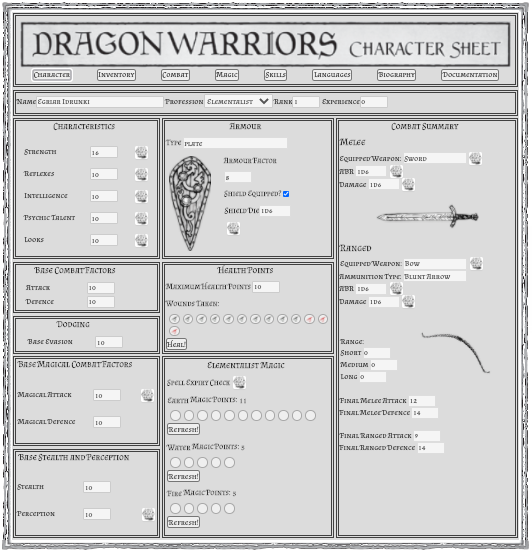 DRAGON WARRIORS CHARACTER SHEET
CHARACTER INVENTORY COMBAT MAGIC SKILLS LANGUAGES BIOGRAPHY DOCUMENTATION
NAME EGRIAR IDRUNKI PROFESSION ELEMENTALIST RANK 1 EXPERIENCE 0
CHARACTERISTICS
STRENGTH 16
REFLEXES 10
INTELLIGENCE 10
PSYCHIC TALENT 10
LOOKS 10
BASE COMBAT FACTORS
ATTACK 10
DEFENCE 10
DODGING
BASE EVASION 10
BASE MAGICAL COMBAT FACTORS
MAGICAL ATTACK 10
MAGICAL DEFENCE 10
BASE STEALTH AND PERCEPTION
STEALTH 10
PERCEPTION 10
ARMOUR
TYPE PLATE
ARMOUR FACTOR
8
SHIELD EQUIPPED?
SHIELD DIE 1D6
HEALTH POINTS
MAXIMUM HEALTH POINTS 10
WOUNDS TAKEN:
HEAL!
ELEMENTALIST MAGIC
SPELL EXPIRY CHECK
EARTH MAGIC POINTS: 11
REFRESH!
WATER MAGIC POINTS: 5
REFRESH!
FIRE MAGIC POINTS: 5
REFRESH!
COMBAT SUMMARY
MELEE
EQUIPPED WEAPON: SWORD
ABR 1D6
DAMAGE 1D6
RANGED
EQUIPPED WEAPON: BOW
AMMUNITION TYPE: BLUNT ARROW
ABR 1D6
DAMAGE 1D6
RANGE:
SHORT 0
MEDIUM 0
LONG 0
FINAL MELEE ATTACK 12
FINAL MELEE DEFENCE 14
FINAL RANGED ATTACK 9
FINAL RANGED DEFENCE 14